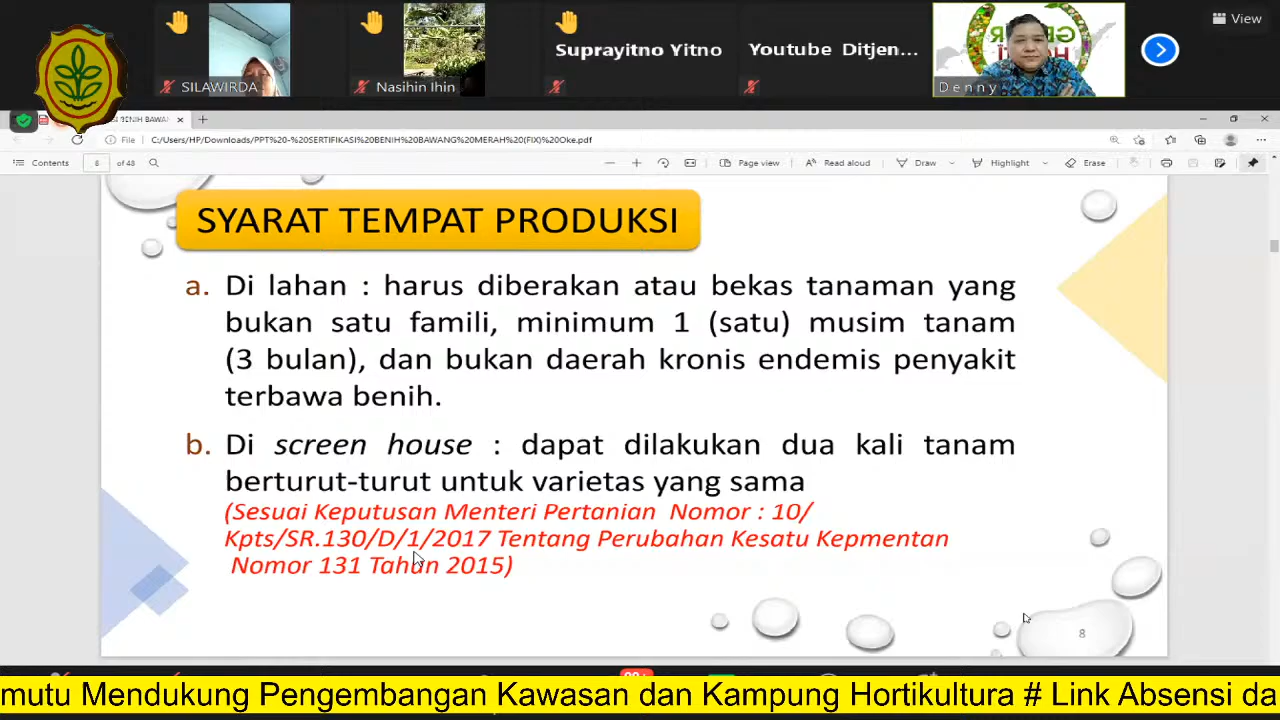 View
SILAWIRDA
Nasihin Ihin
Suprayitno Yitno
Youtube Ditjen...
Denny
File
C:/Users/HP/Downloads/PPT%20-%20SERTIFIKASI%20BENIH%20BAWANG%20MERAH%20(FIX)%20Oke.pdf
Contents
8
of 48
Page view
Read aloud
Draw
Highlight
Erase
SYARAT TEMPAT PRODUKSI
a. Di lahan : harus diberakan atau bekas tanaman yang
bukan satu famili, minimum 1 (satu) musim tanam
(3 bulan), dan bukan daerah kronis endemis penyakit
terbawa benih.
b. Di screen house : dapat dilakukan dua kali tanam
berturut-turut untuk varietas yang sama
(Sesuai Keputusan Menteri Pertanian Nomor : 10/
Kpts/SR.130/D/1/2017 Tentang Perubahan Kesatu Kepmentan
Nomor 131 Tahun 2015)
8
mutu Mendukung Pengembangan Kawasan dan Kampung Hortikultura # Link Absensi da